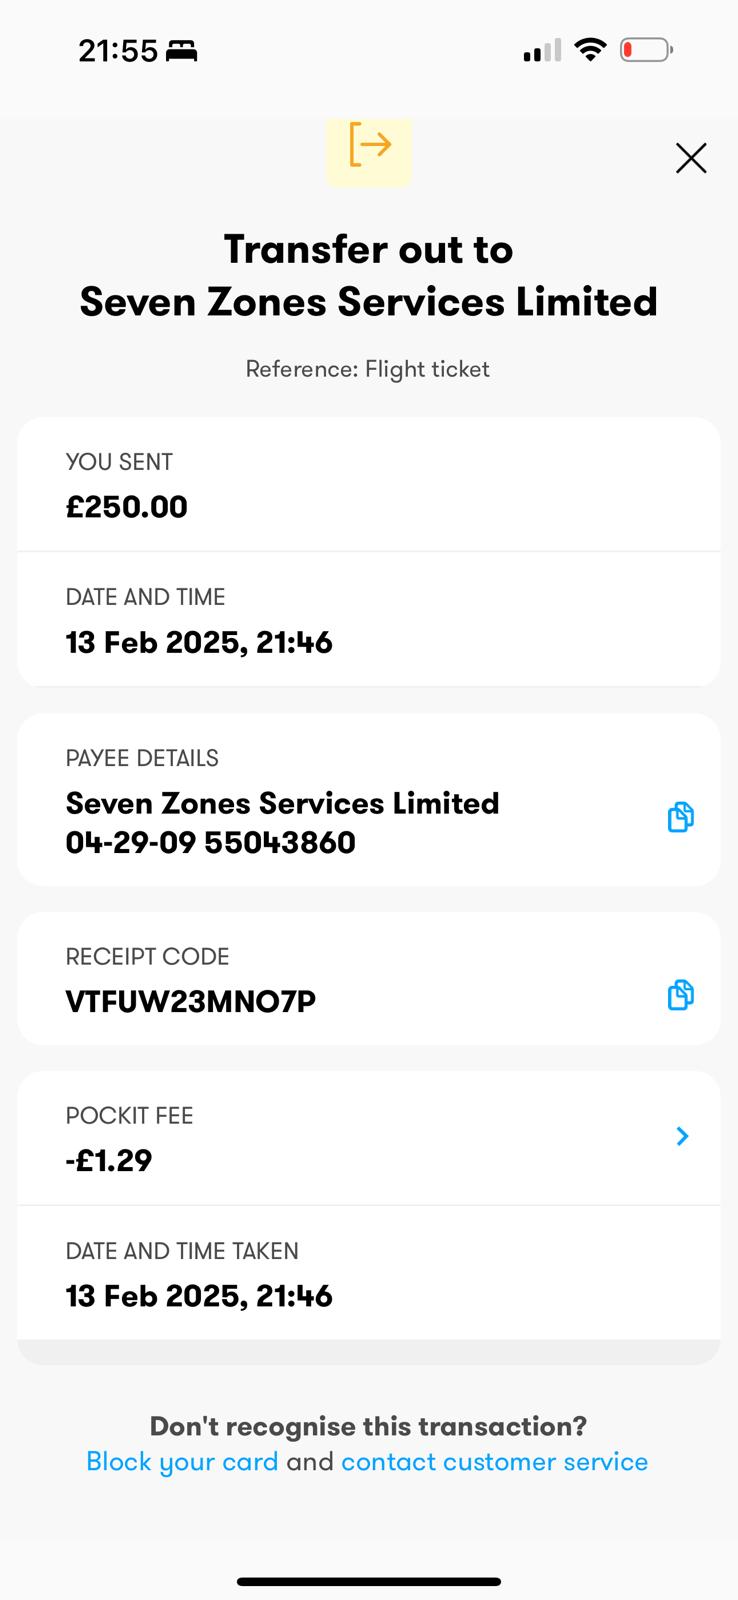 21:55
Transfer out to
Seven Zones Services Limited
Reference: Flight ticket
YOU SENT
£250.00
DATE AND TIME
13 Feb 2025, 21:46
PAYEE DETAILS
Seven Zones Services Limited
04-29-09 55043860
RECEIPT CODE
VTFUW23MNO7P
POCKIT FEE
-£1.29
DATE AND TIME TAKEN
13 Feb 2025, 21:46
Don't recognise this transaction?
Block your card and contact customer service